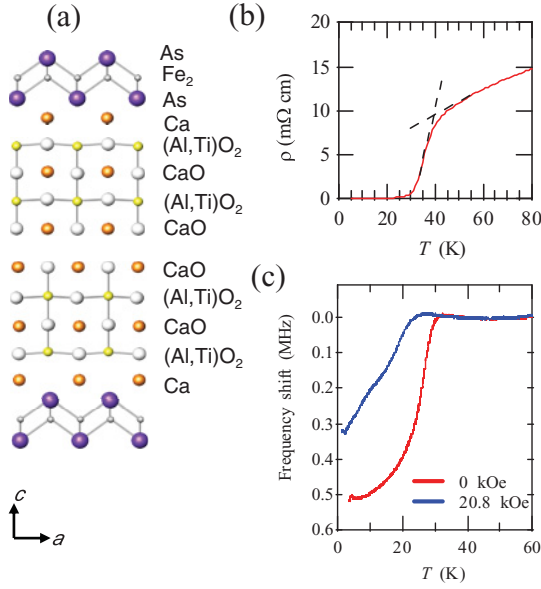 (a)
As
Fe2
As
Ca
(Al,Ti)O2
CaO
(Al,Ti)O2
CaO
CaO
(Al,Ti)O2
CaO
(Al,Ti)O2
Ca
c
a
(b)
20
15
10
5
0
ρ (mΩ cm)
0 20 40 60 80
T (K)
(c)
0.0
0.1
0.2
0.3
0.4
0.5
0.6
Frequency shift (MHz)
0 kOe
20.8 kOe
0 20 40 60
T (K)